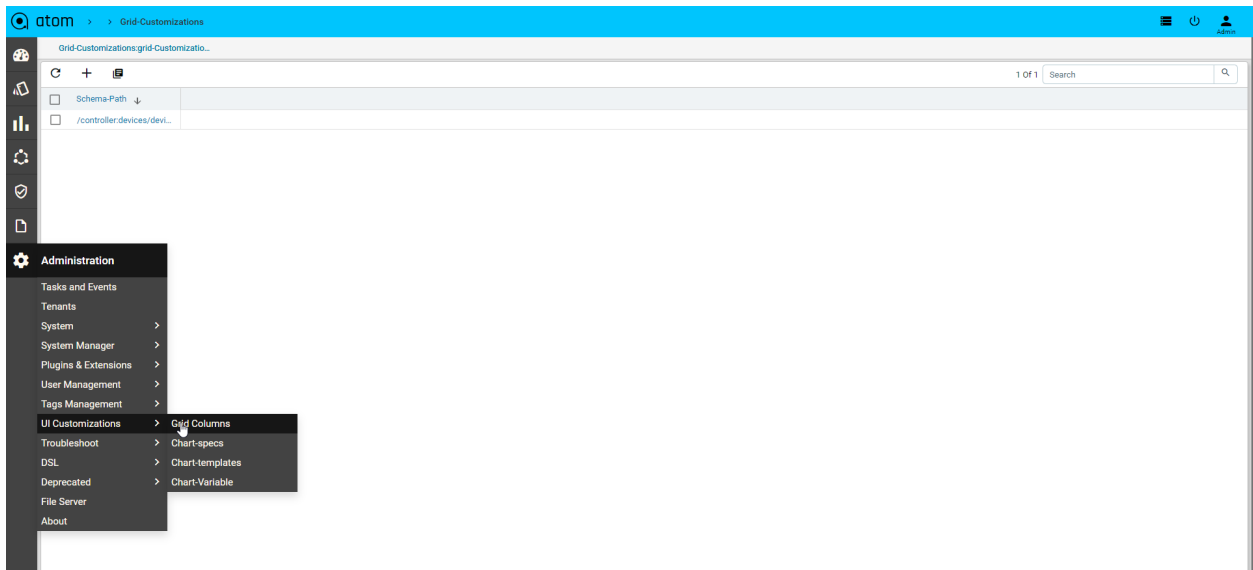 atom > > Grid-Customizations
Admin
Grid-Customizations:grid-Customizatio...
1 Of 1 Search
Schema-Path
/controller:devices/devi...
Administration
Tasks and Events
Tenants
System
System Manager
Plugins & Extensions
User Management
Tags Management
UI Customizations
Grid Columns
Troubleshoot
Chart-specs
DSL
Chart-templates
Deprecated
Chart-Variable
File Server
About